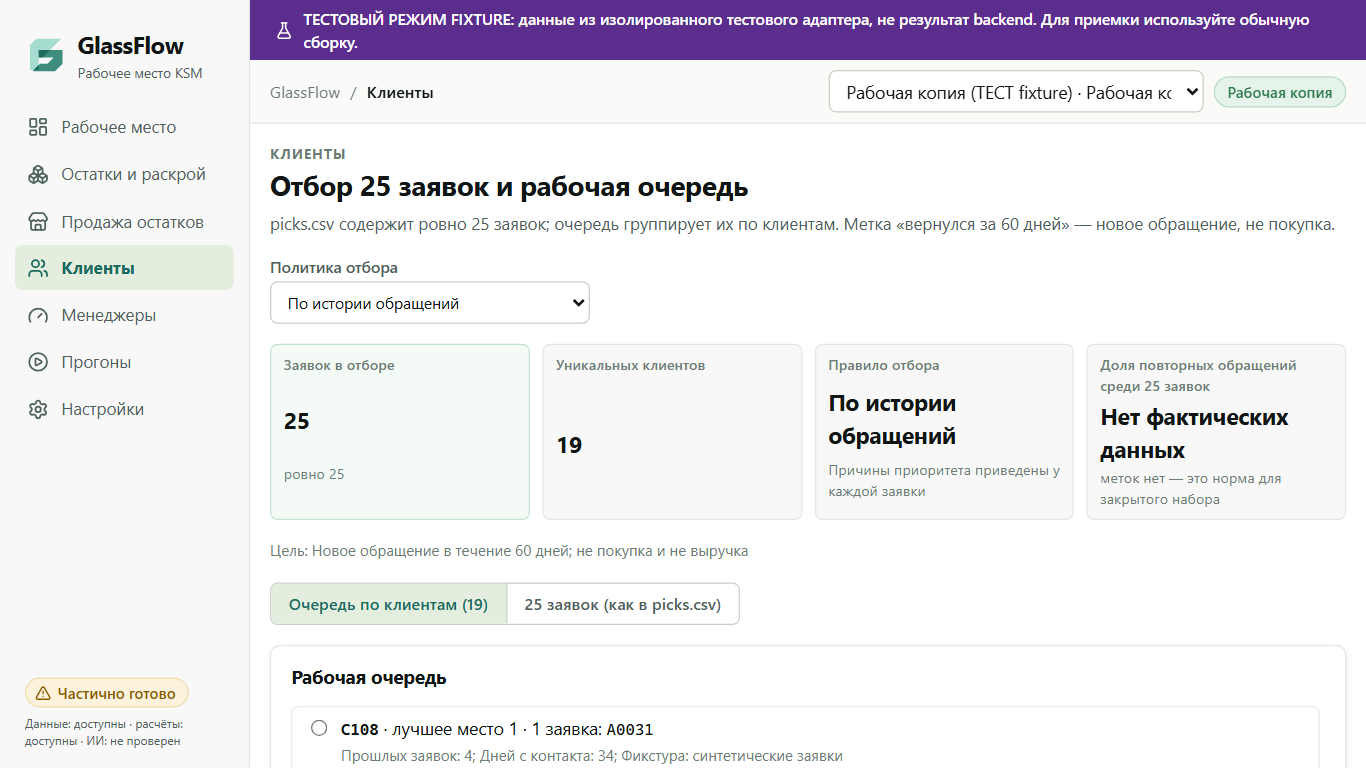 GlassFlow
Рабочее место KSM
Рабочее место
Остатки и раскрой
Продажа остатков
Клиенты
Менеджеры
Прогоны
Настройки
Частично готово
Данные: доступны · расчёты:
доступны · ИИ: не проверен
ТЕСТОВЫЙ РЕЖИМ FIXTURE: данные из изолированного тестового адаптера, не результат backend. Для приемки используйте обычную
сборку.
GlassFlow / Клиенты
Рабочая копия (ТЕСТ fixture) · Рабочая кс
Рабочая копия
КЛИЕНТЫ
Отбор 25 заявок и рабочая очередь
picks.csv содержит ровно 25 заявок; очередь группирует их по клиентам. Метка «вернулся за 60 дней» — новое обращение, не покупка.
Политика отбора
По истории обращений
Заявок в отборе
25
ровно 25
Уникальных клиентов
19
Правило отбора
По истории
обращений
Причины приоритета приведены у
каждой заявки
Доля повторных обращений
среди 25 заявок
Нет фактических
данных
меток нет — это норма для
закрытого набора
Цель: Новое обращение в течение 60 дней; не покупка и не выручка
Очередь по клиентам (19)
25 заявок (как в picks.csv)
Рабочая очередь
C108 · лучшее место 1 · 1 заявка: A0031
Прошлых заявок: 4; Дней с контакта: 34; Фикстура: синтетические заявки